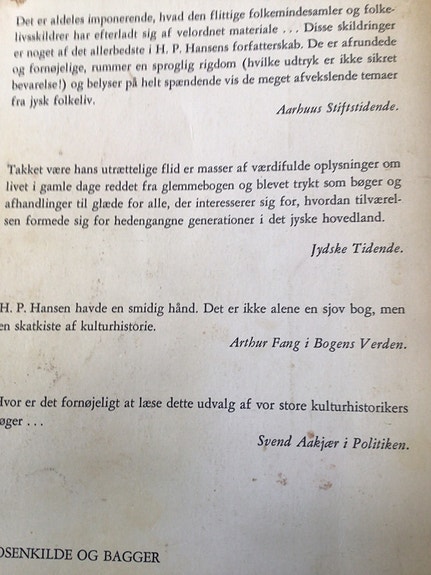 Det er aldeles imponerende, hvad den flittige folkemindesamler og folke-
livsskildrer har efterladt sig af velordnet materiale ... Disse skildringer
er noget af det allerbedste i H. P. Hansens forfatterskab. De er afrundede
og fornøjelige, rummer en sproglig rigdom (hvilke udtryk er ikke sikret
bevarelse!) og belyser på helt spændende vis de meget afvekslende temaer
fra jysk folkeliv.
Aarhuus Stiftstidende.
Takket være hans utrættelige flid er masser af værdifulde oplysninger om
livet i gamle dage reddet fra glemmebogen og blevet trykt som bøger og
afhandlinger til glæde for alle, der interesserer sig for, hvordan tilværel-
sen formede sig for hedengangne generationer i det jyske hovedland.
Jydske Tidende.
H. P. Hansen havde en smidig hånd. Det er ikke alene en sjov bog, men
en skatkiste af kulturhistorie.
Arthur Fang i Bogens Verden.
Hvor er det fornøjeligt at læse dette udvalg af vor store kulturhistorikers
øger ...
Svend Aakjær i Politiken.
OSENKILDE OG BAGGER